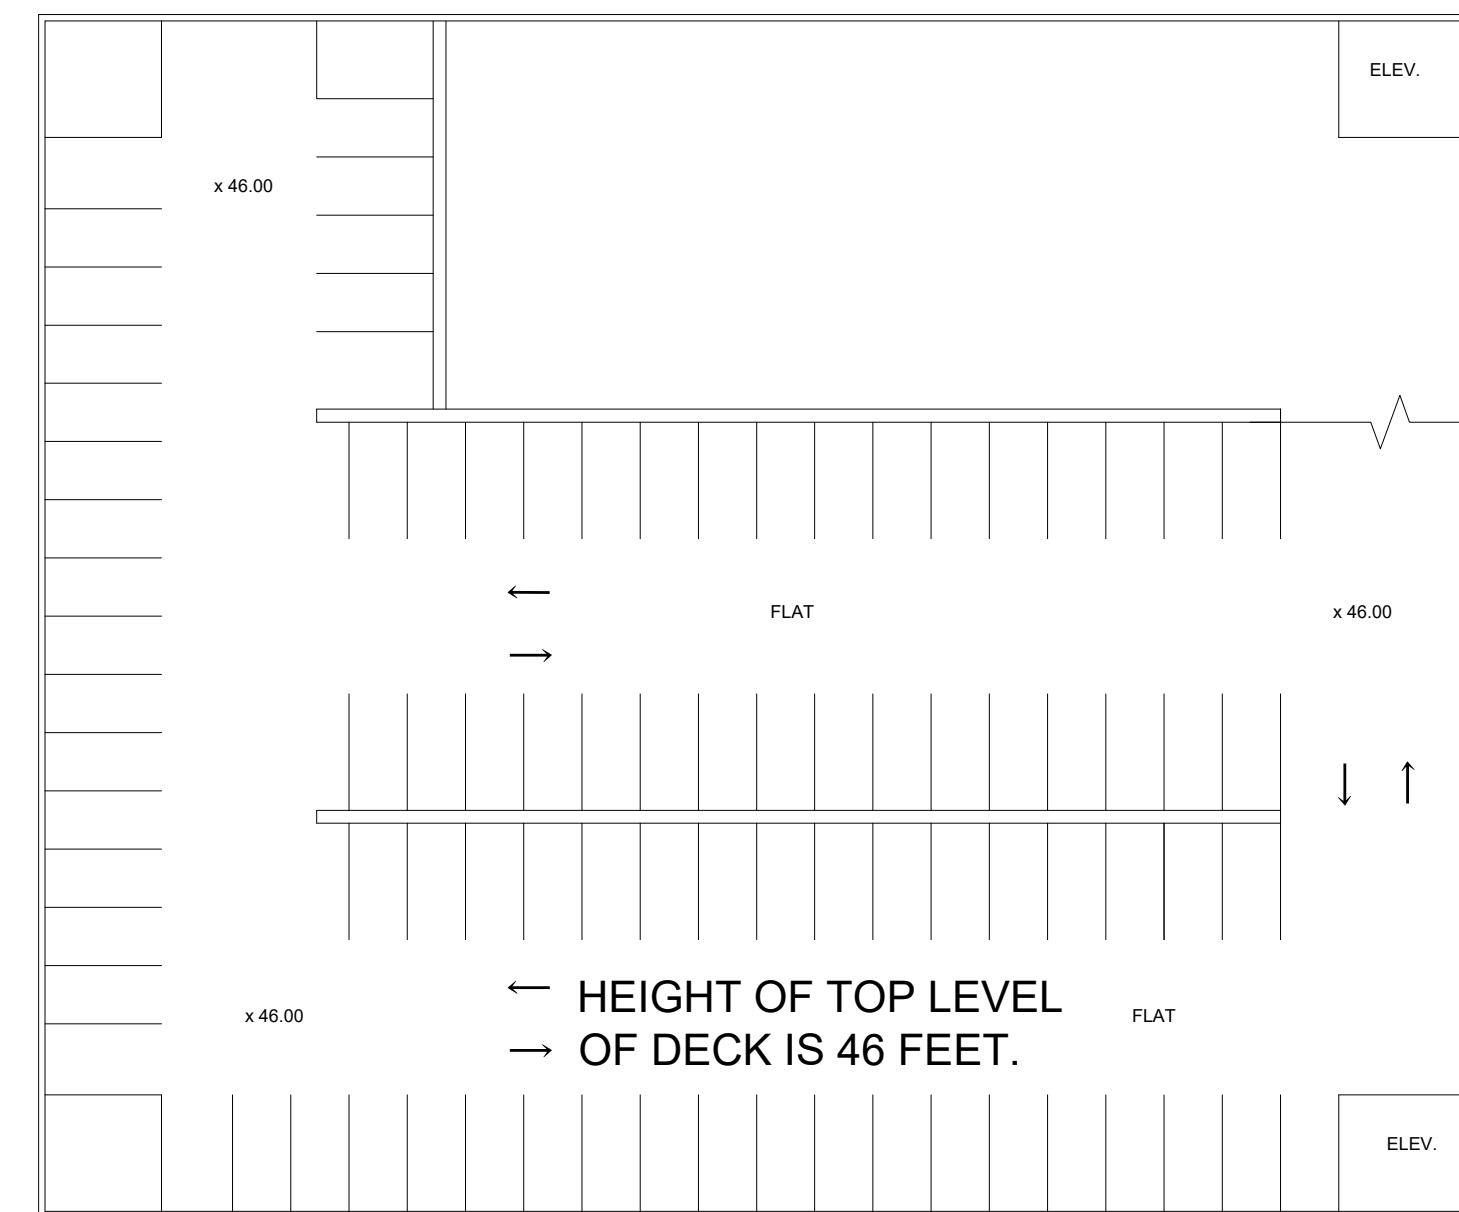 ELEV.
x 46.00
FLAT
x 46.00
HEIGHT OF TOP LEVEL
OF DECK IS 46 FEET.
x 46.00
FLAT
ELEV.